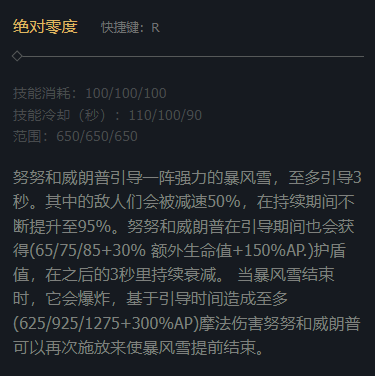 绝对零度 快捷键：R
技能消耗：100/100/100
技能冷却（秒）：110/100/90
范围：650/650/650
努努和威朗普引导一阵强力的暴风雪，至多引导3
秒。其中的敌人们会被减速50%，在持续期间不
断提升至95%。努努和威朗普在引导期间也会获
得(65/75/85+30% 额外生命值+150%AP.)护盾
值，在之后的3秒里持续衰减。 当暴风雪结束
时，它会爆炸，基于引导时间造成至多
(625/925/1275+300%AP)摩法伤害努努和威朗普
可以再次施放来使暴风雪提前结束。